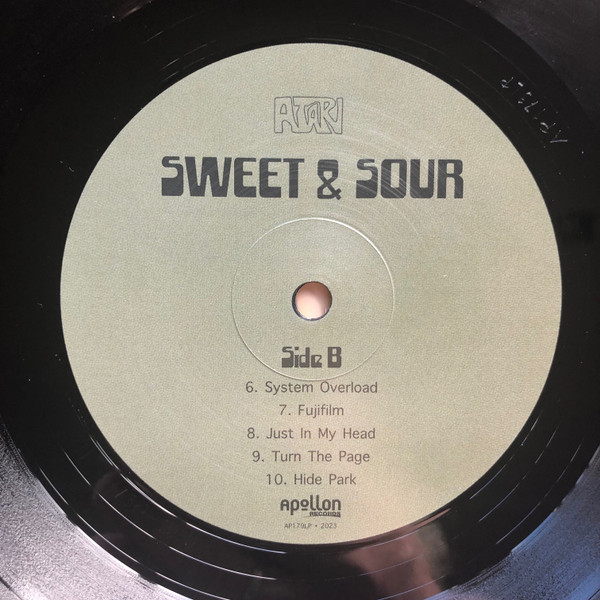 ATARI
SWEET & SOUR
Side B
6. System Overload
7. Fujifilm
8. Just In My Head
9. Turn The Page
10. Hide Park
Apollon
RECORDS
AP179LP • 2023